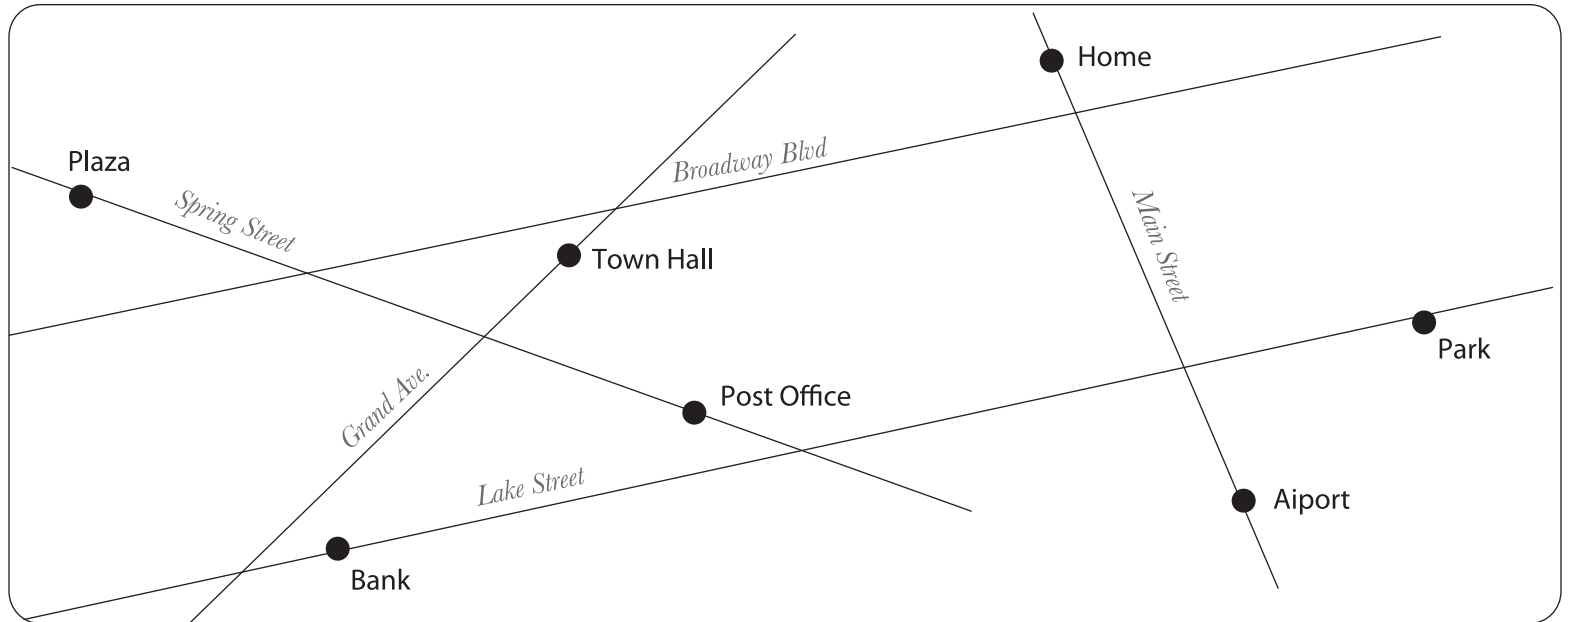 Home
Broadway Blvd
Plaza
Spring Street
Main Street
Town Hall
Park
Grand Ave.
Post Office
Lake Street
Aiport
Bank